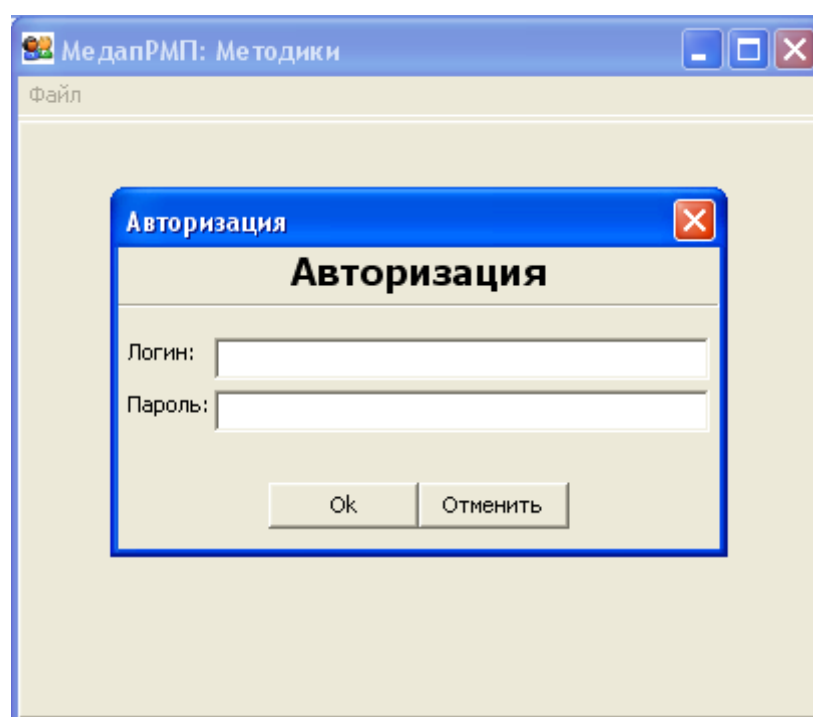 МедапРМП: Методики
Файл
Авторизация
Авторизация
Логин:
Пароль:
Ok Отменить